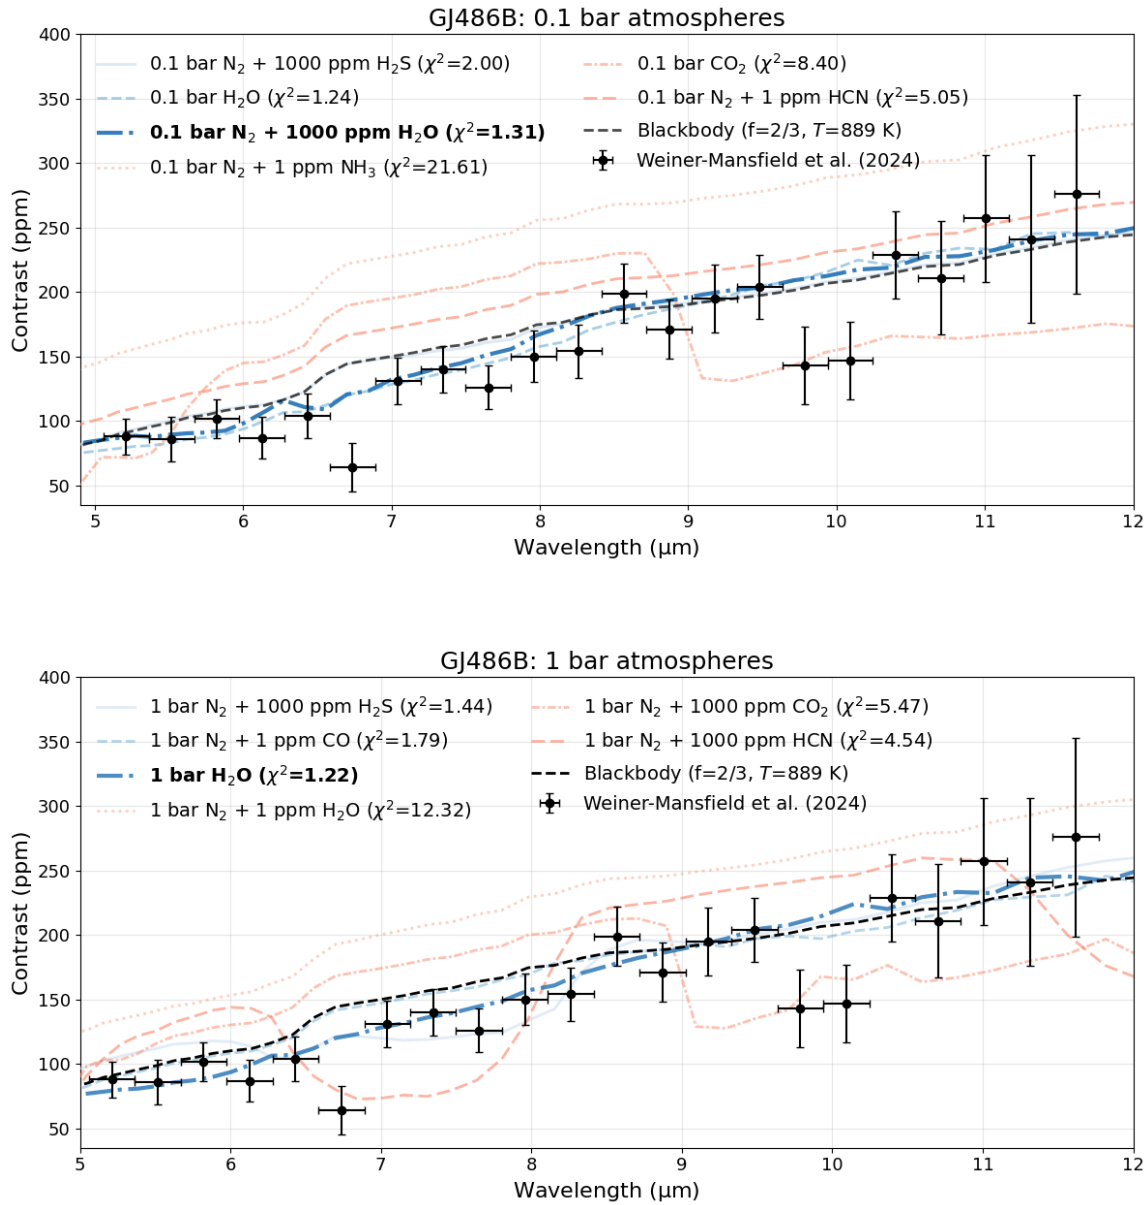 GJ486B: 0.1 bar atmospheres
400
350
300
250
200
150
100
50
Contrast (ppm)
0.1 bar N₂ + 1000 ppm H₂S (χ²=2.00)
0.1 bar H₂O (χ²=1.24)
0.1 bar N₂ + 1000 ppm H₂O (χ²=1.31)
0.1 bar N₂ + 1 ppm NH₃ (χ²=21.61)
0.1 bar CO₂ (χ²=8.40)
0.1 bar N₂ + 1 ppm HCN (χ²=5.05)
Blackbody (f=2/3, T=889 K)
Weiner-Mansfield et al. (2024)
5 6 7 8 9 10 11 12
Wavelength (μm)
GJ486B: 1 bar atmospheres
400
350
300
250
200
150
100
50
Contrast (ppm)
1 bar N₂ + 1000 ppm H₂S (χ²=1.44)
1 bar N₂ + 1 ppm CO (χ²=1.79)
1 bar H₂O (χ²=1.22)
1 bar N₂ + 1 ppm H₂O (χ²=12.32)
1 bar N₂ + 1000 ppm CO₂ (χ²=5.47)
1 bar N₂ + 1000 ppm HCN (χ²=4.54)
Blackbody (f=2/3, T=889 K)
Weiner-Mansfield et al. (2024)
5 6 7 8 9 10 11 12
Wavelength (μm)